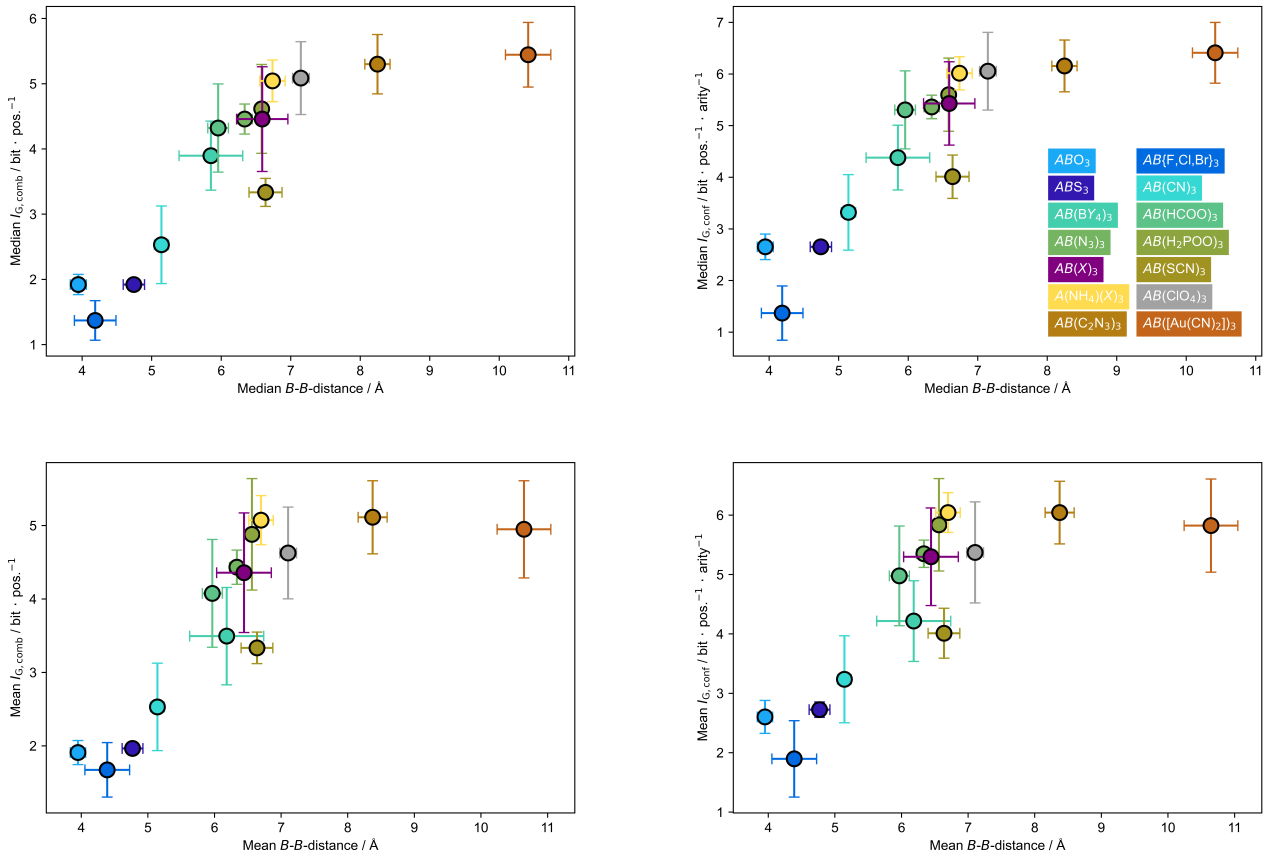 6
5
4
3
2
1
4 5 6 7 8 9 10 11
Median I_G, comb / bit · pos.⁻¹
Median B-B-distance / Å
7
6
5
4
3
2
1
4 5 6 7 8 9 10 11
Median I_G, conf / bit · pos.⁻¹ · arity⁻¹
Median B-B-distance / Å
ABO₃ AB{F,Cl,Br}₃
ABS₃ AB(CN)₃
AB(BY₄)₃ AB(HCOO)₃
AB(N₃)₃ AB(H₂POO)₃
AB(X)₃ AB(SCN)₃
A(NH₄)(X)₃ AB(ClO₄)₃
AB(C₂N₃)₃ AB([Au(CN)₂])₃
5
4
3
2
4 5 6 7 8 9 10 11
Mean I_G, comb / bit · pos.⁻¹
Mean B-B-distance / Å
6
5
4
3
2
1
4 5 6 7 8 9 10 11
Mean I_G, conf / bit · pos.⁻¹ · arity⁻¹
Mean B-B-distance / Å